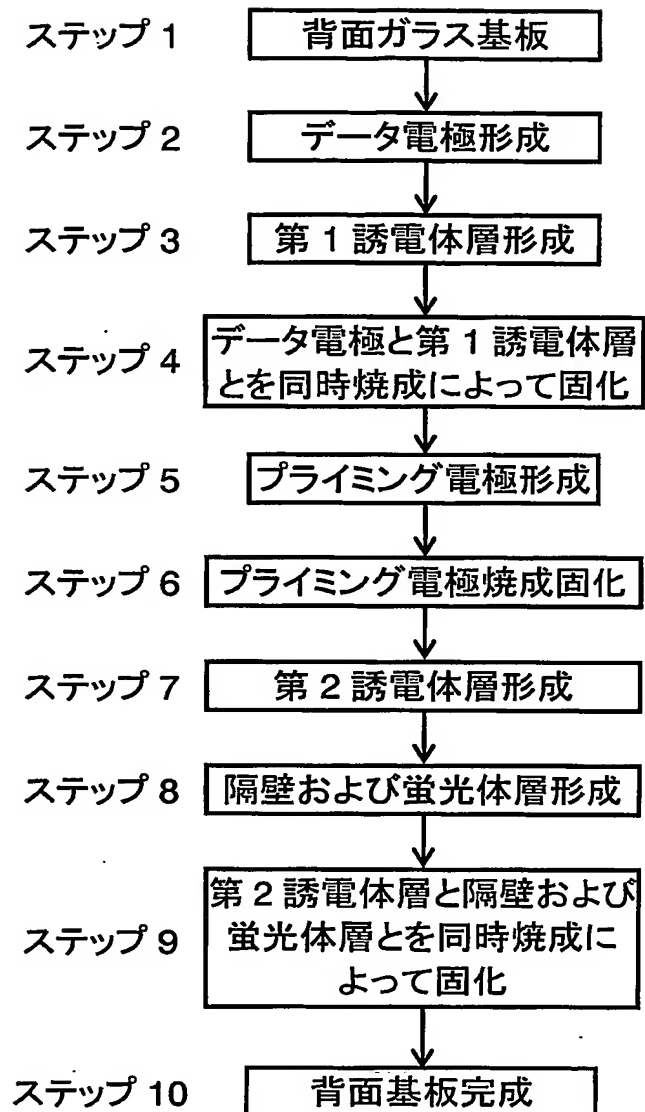 ステップ 1
背面ガラス基板
ステップ 2
データ電極形成
ステップ 3
第 1 誘電体層形成
ステップ 4
データ電極と第 1 誘電体層
とを同時焼成によって固化
ステップ 5
プライミング電極形成
ステップ 6
プライミング電極焼成固化
ステップ 7
第 2 誘電体層形成
ステップ 8
隔壁および蛍光体層形成
ステップ 9
第 2 誘電体層と隔壁および
蛍光体層とを同時焼成に
よって固化
ステップ 10
背面基板完成